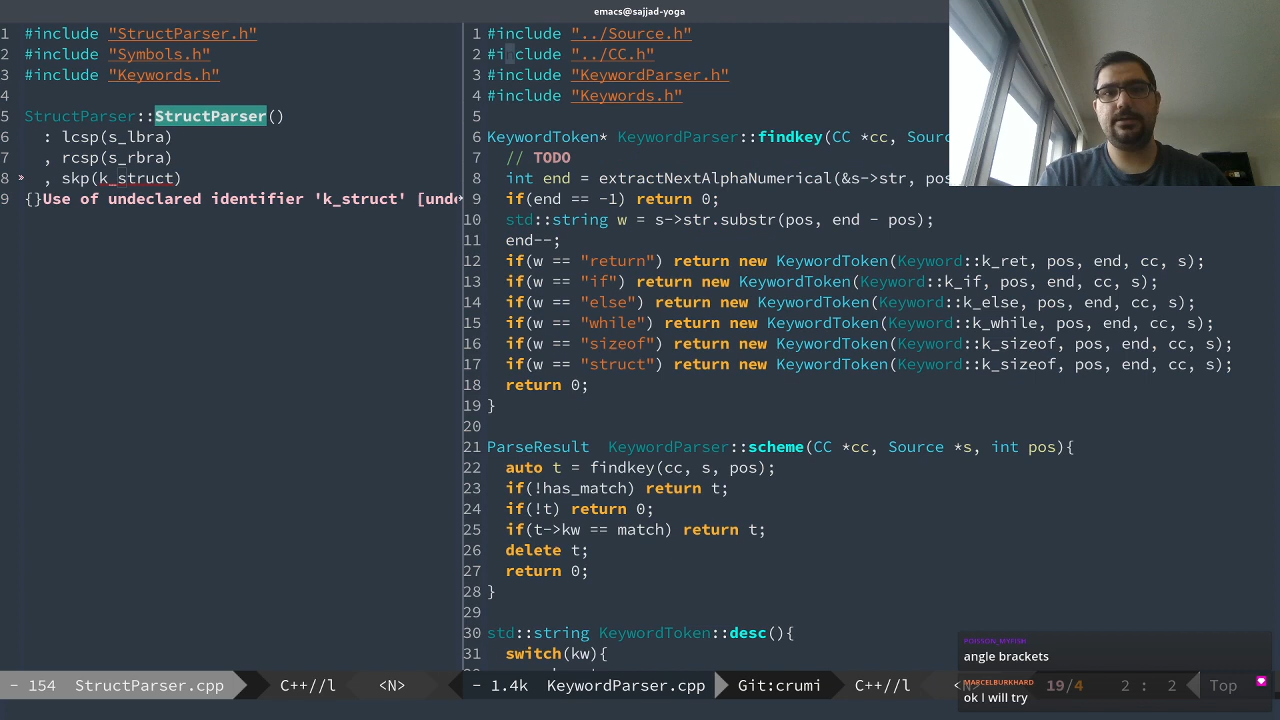 emacs@sajjad-yoga
1 #include "StructParser.h"
2 #include "Symbols.h"
3 #include "Keywords.h"
4
5 StructParser::StructParser()
6 : lcsp(s_lbra)
7 , rcsp(s_rbra)
8 » , skp(k_struct)
9 {}Use of undeclared identifier 'k_struct' [unde
1 #include "../Source.h"
2 #include "../CC.h"
3 #include "KeywordParser.h"
4 #include "Keywords.h"
5
6 KeywordToken* KeywordParser::findkey(CC *cc, Sourc
7 // TODO
8 int end = extractNextAlphaNumerical(&s->str, pos
9 if(end == -1) return 0;
10 std::string w = s->str.substr(pos, end - pos);
11 end--;
12 if(w == "return") return new KeywordToken(Keyword::k_ret, pos, end, cc, s);
13 if(w == "if") return new KeywordToken(Keyword::k_if, pos, end, cc, s);
14 if(w == "else") return new KeywordToken(Keyword::k_else, pos, end, cc, s);
15 if(w == "while") return new KeywordToken(Keyword::k_while, pos, end, cc, s);
16 if(w == "sizeof") return new KeywordToken(Keyword::k_sizeof, pos, end, cc, s);
17 if(w == "struct") return new KeywordToken(Keyword::k_sizeof, pos, end, cc, s);
18 return 0;
19 }
20
21 ParseResult  KeywordParser::scheme(CC *cc, Source *s, int pos){
22 auto t = findkey(cc, s, pos);
23 if(!has_match) return t;
24 if(!t) return 0;
25 if(t->kw == match) return t;
26 delete t;
27 return 0;
28 }
29
30 std::string KeywordToken::desc(){
31 switch(kw){
POISSON_MYFISH
angle brackets
MARCELBURKHARD
ok I will try
- 154 StructParser.cpp C++//l <N>
- 1.4k KeywordParser.cpp Git:crumi C++//l <N> 19/4 2 : 2 Top